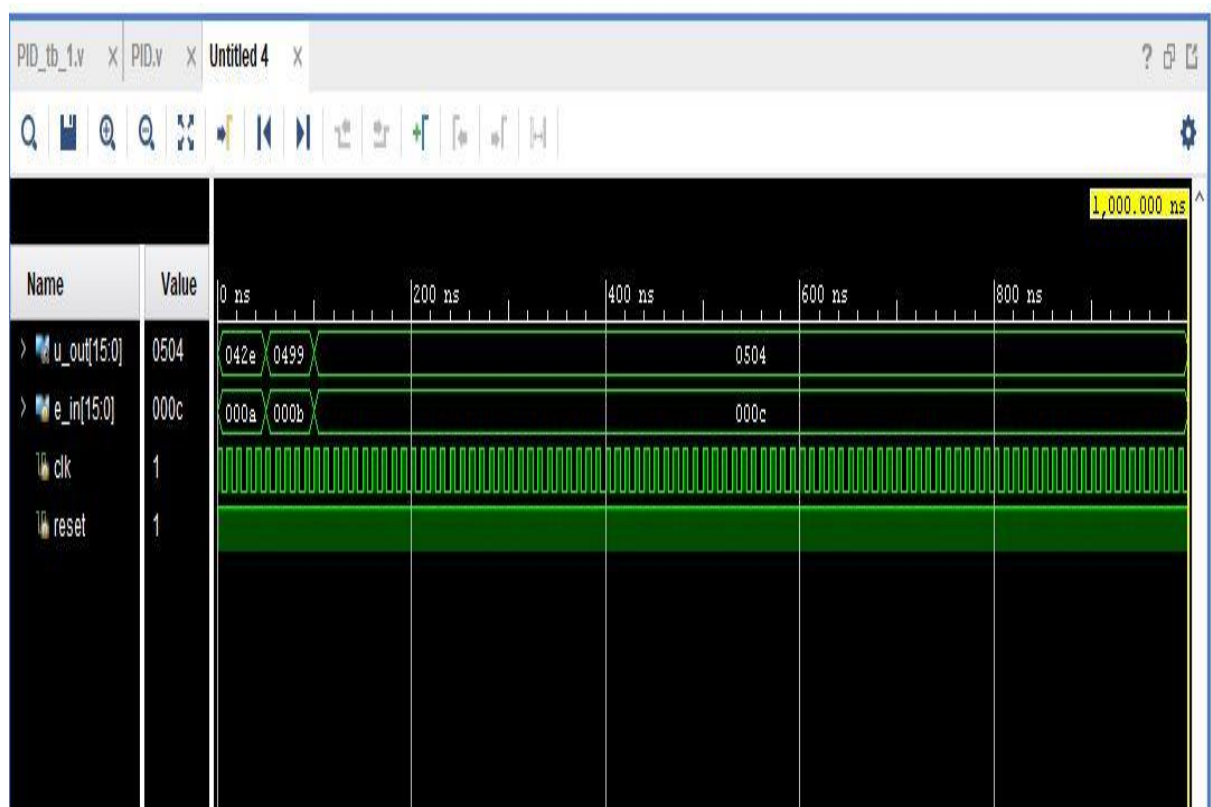 PID_tb_1.v × PID.v × Untitled 4 ×
1,000.000 ns
Name Value 0 ns 200 ns 400 ns 600 ns 800 ns
u_out[15:0] 0504 042e 0499 0504
e_in[15:0] 000c 000a 000b 000c
clk 1
reset 1